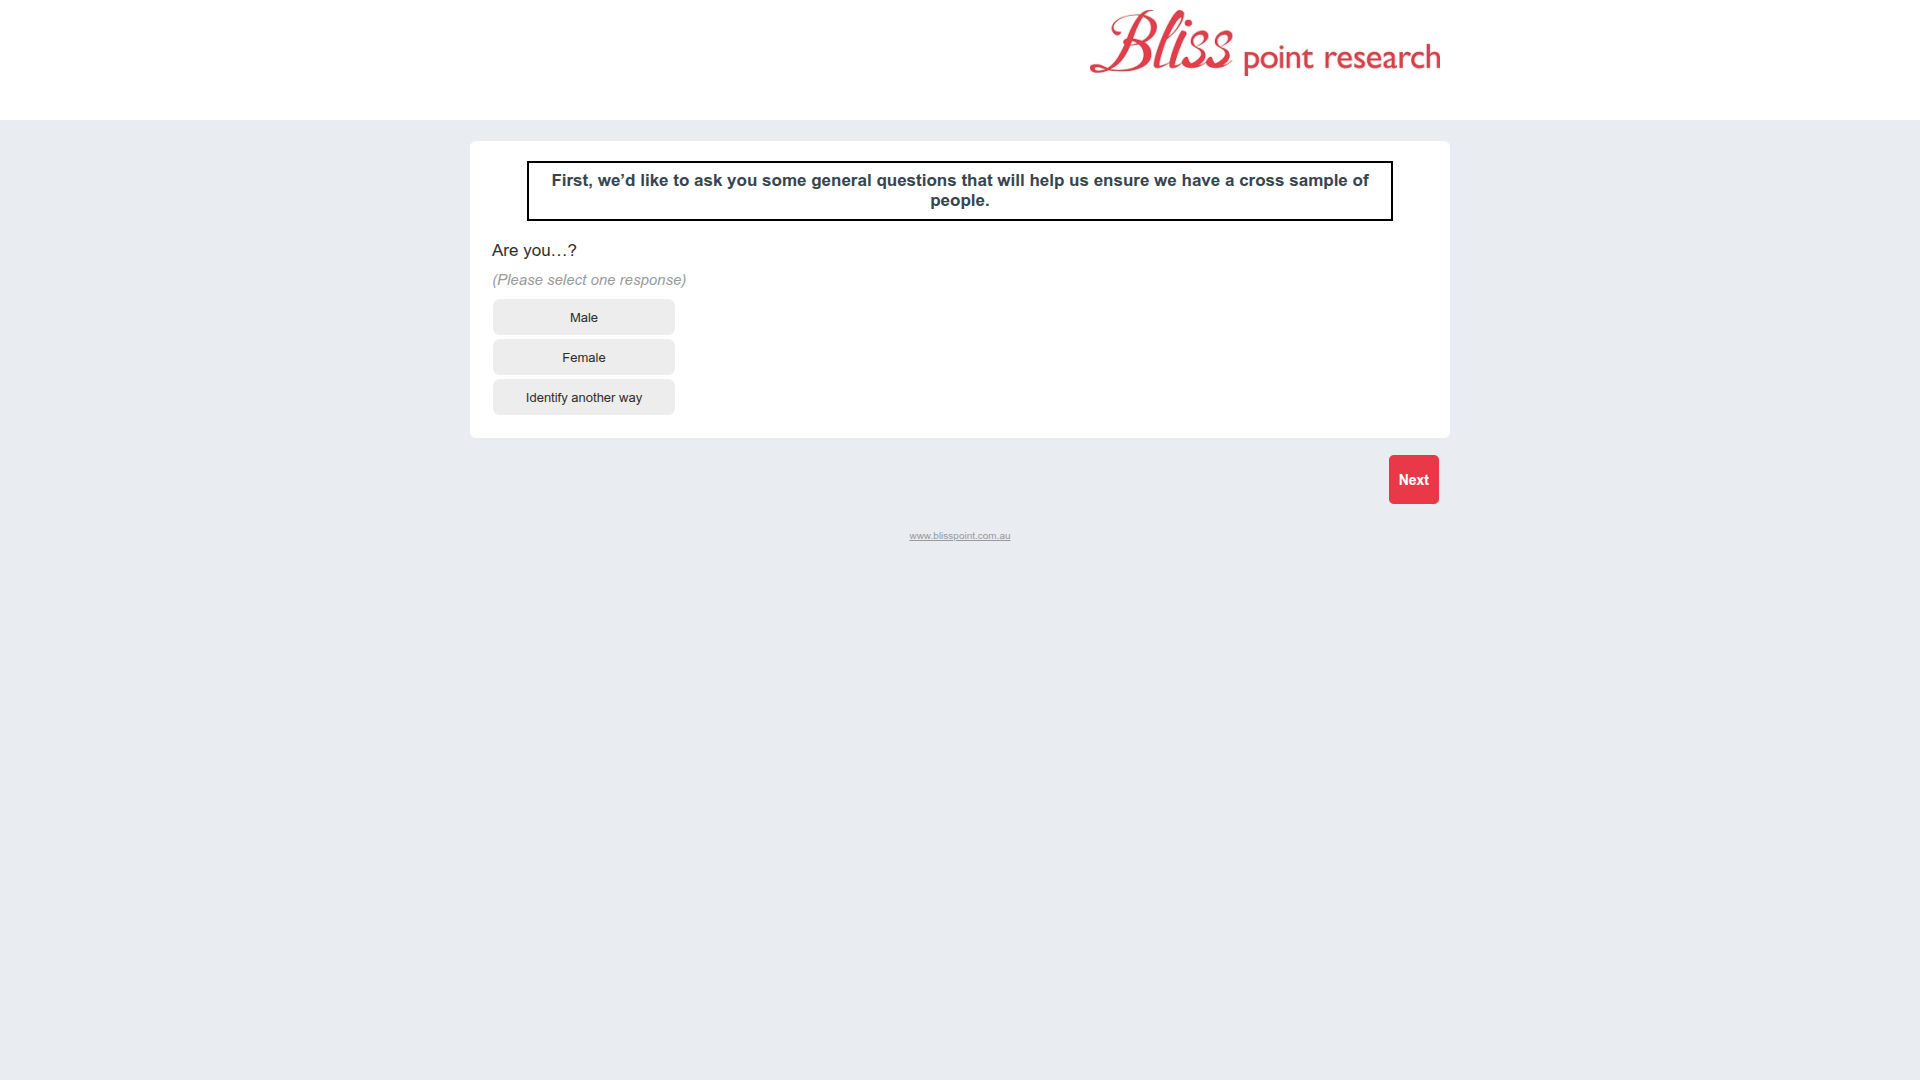 Bliss point research
First, we’d like to ask you some general questions that will help us ensure we have a cross sample of
people.
Are you…?
(Please select one response)
Male
Female
Identify another way
Next
www.blisspoint.com.au